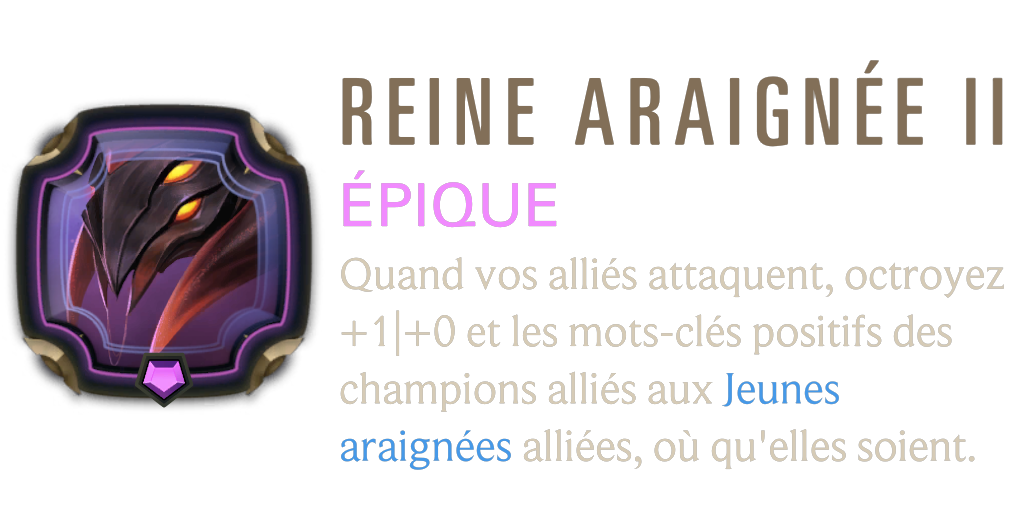 REINE ARAIGNÉE II
ÉPIQUE
Quand vos alliés attaquent, octroyez
+1|+0 et les mots-clés positifs des
champions alliés aux Jeunes
araignées alliées, où qu'elles soient.